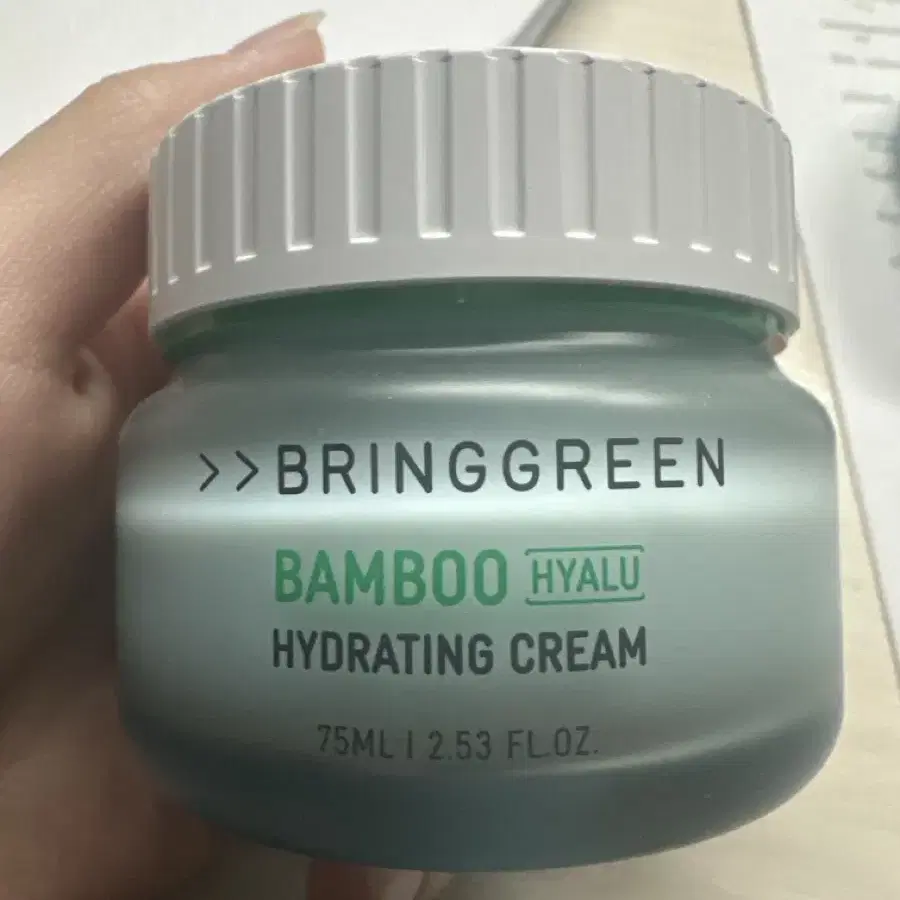 >>BRINGGREEN
BAMBOO HYALU
HYDRATING CREAM
75ML | 2.53 FL.OZ.